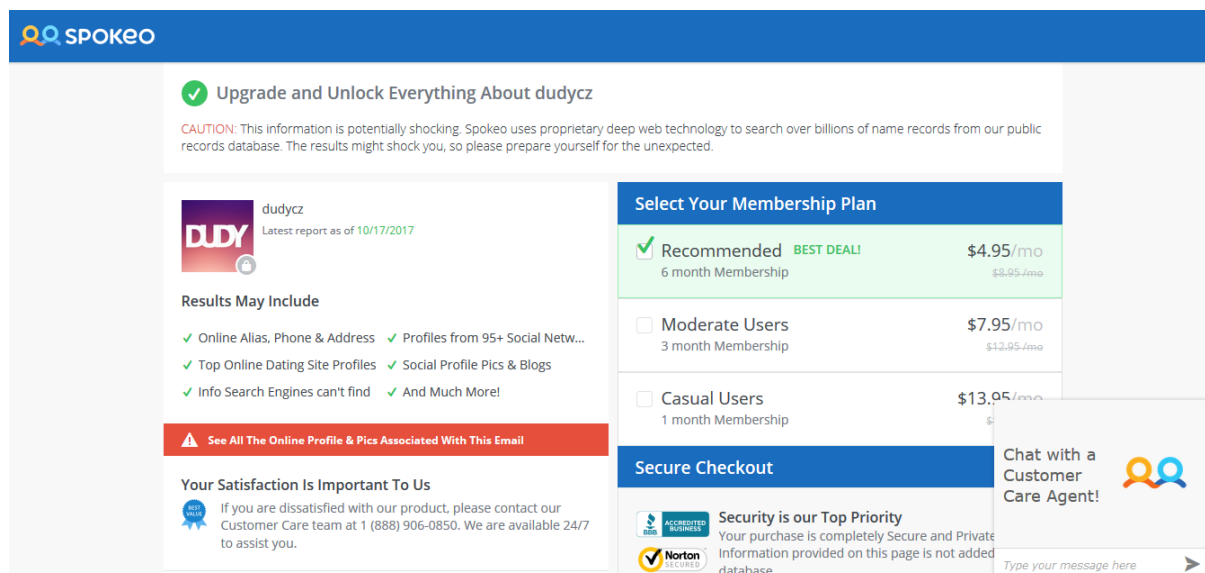 spokeo
Upgrade and Unlock Everything About dudycz
CAUTION: This information is potentially shocking. Spokeo uses proprietary deep web technology to search over billions of name records from our public
records database. The results might shock you, so please prepare yourself for the unexpected.
DUDY
dudycz
Latest report as of 10/17/2017
Results May Include
Online Alias, Phone & Address
Profiles from 95+ Social Netw...
Top Online Dating Site Profiles
Social Profile Pics & Blogs
Info Search Engines can't find
And Much More!
See All The Online Profile & Pics Associated With This Email
Your Satisfaction Is Important To Us
BEST VALUE
If you are dissatisfied with our product, please contact our
Customer Care team at 1 (888) 906-0850. We are available 24/7
to assist you.
Select Your Membership Plan
Recommended BEST DEAL! $4.95/mo
6 month Membership $8.95/mo
Moderate Users $7.95/mo
3 month Membership $12.95/mo
Casual Users $13.95/mo
1 month Membership
Secure Checkout
BBB ACCREDITED BUSINESS
Norton SECURED
Security is our Top Priority
Your purchase is completely Secure and Private
Information provided on this page is not added
database
Chat with a
Customer
Care Agent!
Type your message here